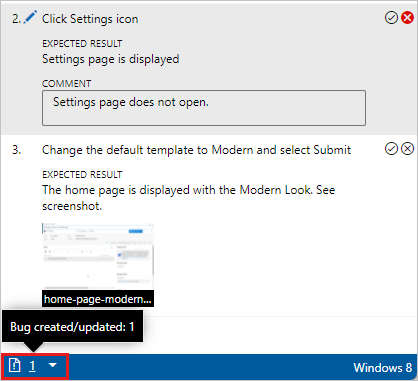 2. Click Settings icon
EXPECTED RESULT
Settings page is displayed
COMMENT
Settings page does not open.
3. Change the default template to Modern and select Submit
EXPECTED RESULT
The home page is displayed with the Modern Look. See
screenshot.
home-page-modern...
Bug created/updated: 1
1
Windows 8